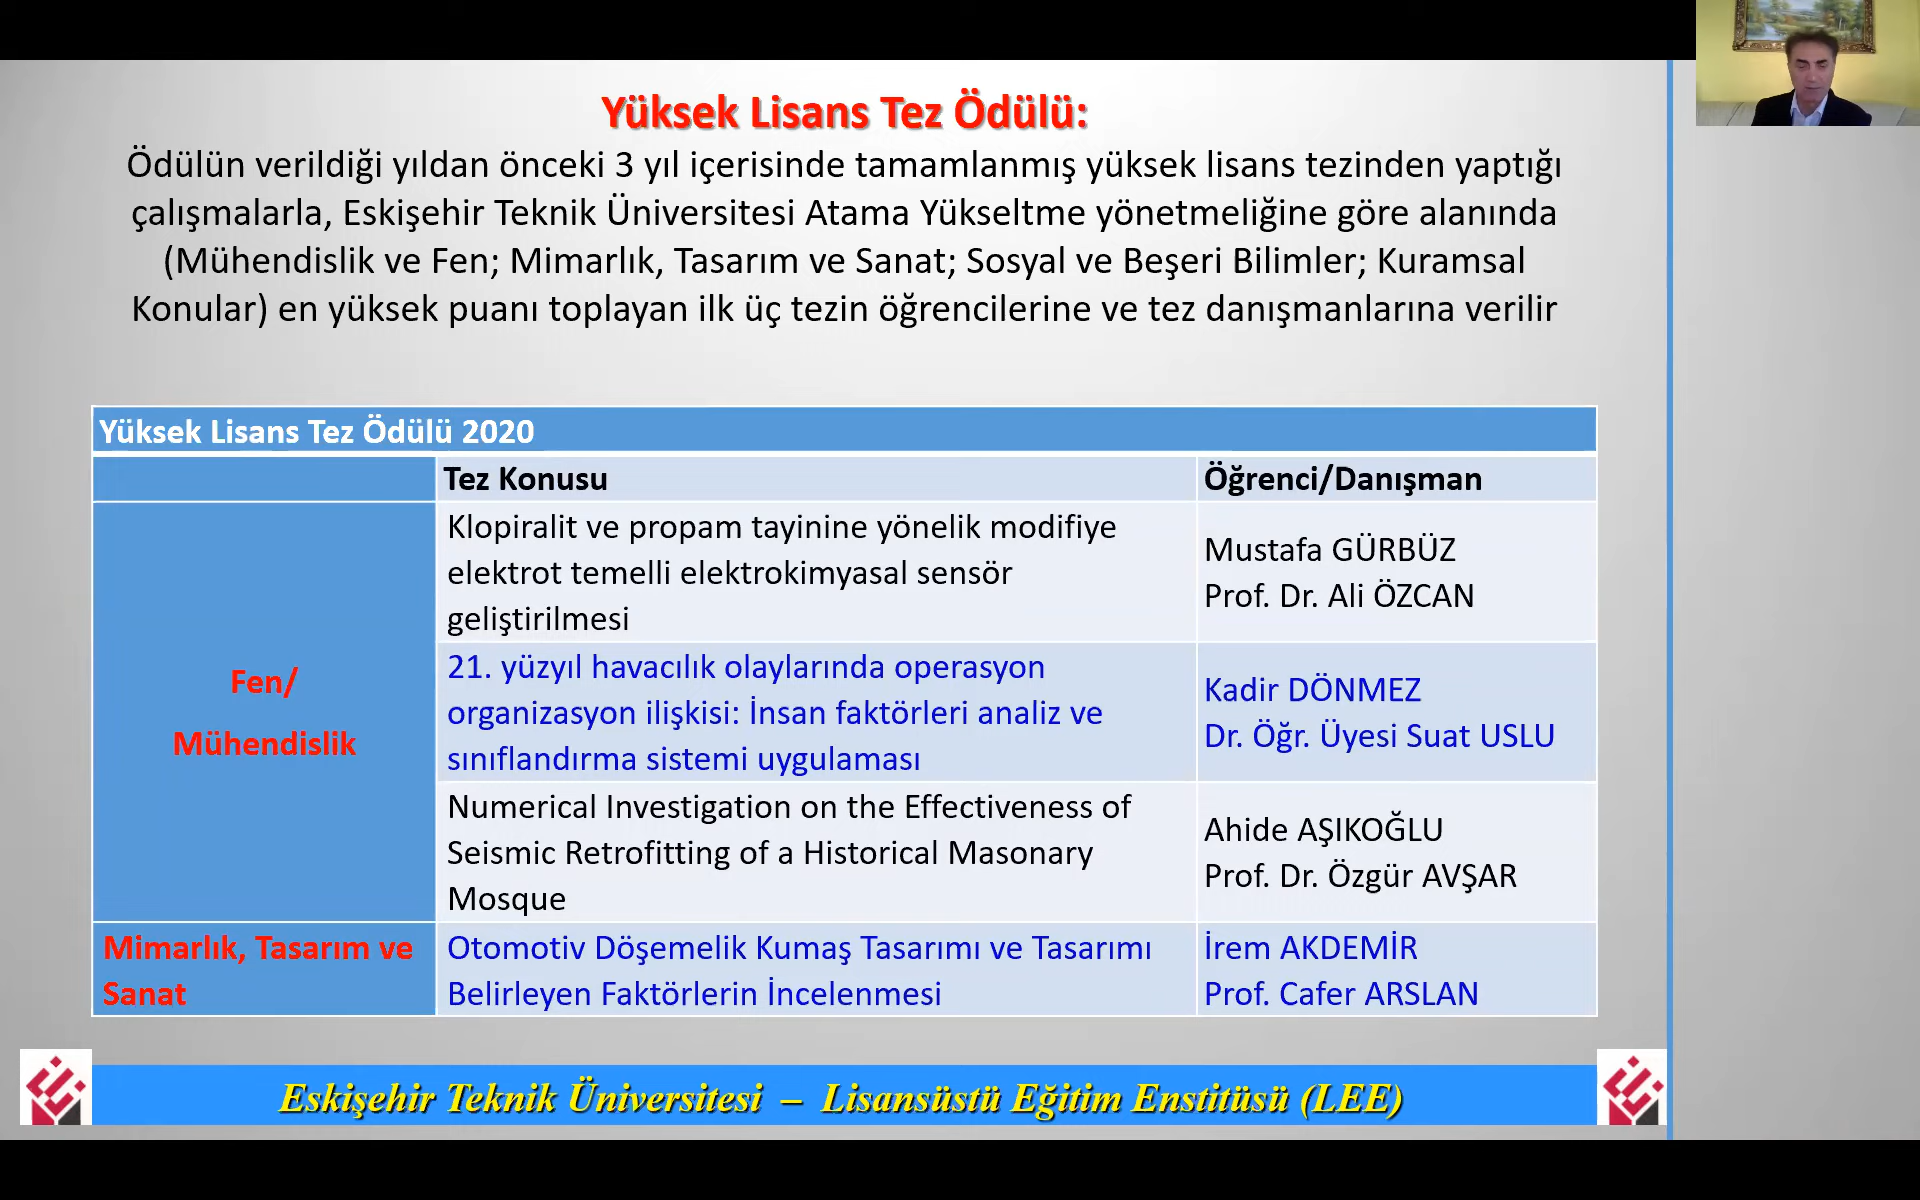 Yüksek Lisans Tez Ödülü:
Ödülün verildiği yıldan önceki 3 yıl içerisinde tamamlanmış yüksek lisans tezinden yaptığı
çalışmalarla, Eskişehir Teknik Üniversitesi Atama Yükseltme yönetmeliğine göre alanında
(Mühendislik ve Fen; Mimarlık, Tasarım ve Sanat; Sosyal ve Beşeri Bilimler; Kuramsal
Konular) en yüksek puanı toplayan ilk üç tezin öğrencilerine ve tez danışmanlarına verilir
Yüksek Lisans Tez Ödülü 2020
Tez Konusu
Öğrenci/Danışman
Fen/
Mühendislik
Klopiralit ve propam tayinine yönelik modifiye
elektrot temelli elektrokimyasal sensör
geliştirilmesi
Mustafa GÜRBÜZ
Prof. Dr. Ali ÖZCAN
21. yüzyıl havacılık olaylarında operasyon
organizasyon ilişkisi: İnsan faktörleri analiz ve
sınıflandırma sistemi uygulaması
Kadir DÖNMEZ
Dr. Öğr. Üyesi Suat USLU
Numerical Investigation on the Effectiveness of
Seismic Retrofitting of a Historical Masonary
Mosque
Ahide AŞIKOĞLU
Prof. Dr. Özgür AVŞAR
Mimarlık, Tasarım ve
Sanat
Otomotiv Döşemelik Kumaş Tasarımı ve Tasarımı
Belirleyen Faktörlerin İncelenmesi
İrem AKDEMİR
Prof. Cafer ARSLAN
Eskişehir Teknik Üniversitesi – Lisansüstü Eğitim Enstitüsü (LEE)